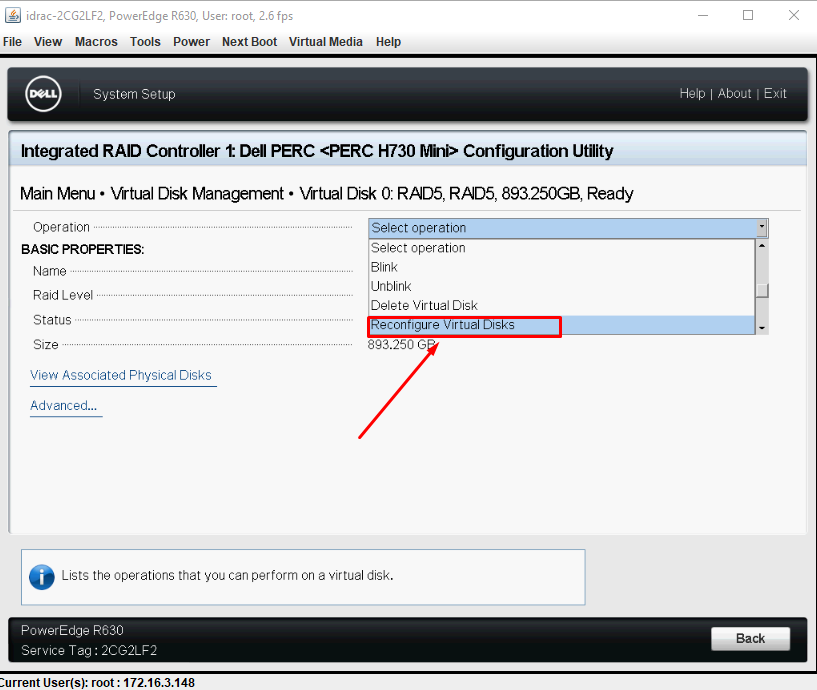 idrac-2CG2LF2, PowerEdge R630, User: root, 2.6 fps
File View Macros Tools Power Next Boot Virtual Media Help
DELL System Setup Help | About | Exit
Integrated RAID Controller 1: Dell PERC <PERC H730 Mini> Configuration Utility
Main Menu • Virtual Disk Management • Virtual Disk 0: RAID5, RAID5, 893.250GB, Ready
Operation Select operation
Select operation
BASIC PROPERTIES:
Blink
Name
Unblink
Raid Level
Delete Virtual Disk
Status
Reconfigure Virtual Disks
Size 893.250 GB
View Associated Physical Disks
Advanced...
Lists the operations that you can perform on a virtual disk.
PowerEdge R630
Service Tag : 2CG2LF2
Back
Current User(s): root : 172.16.3.148